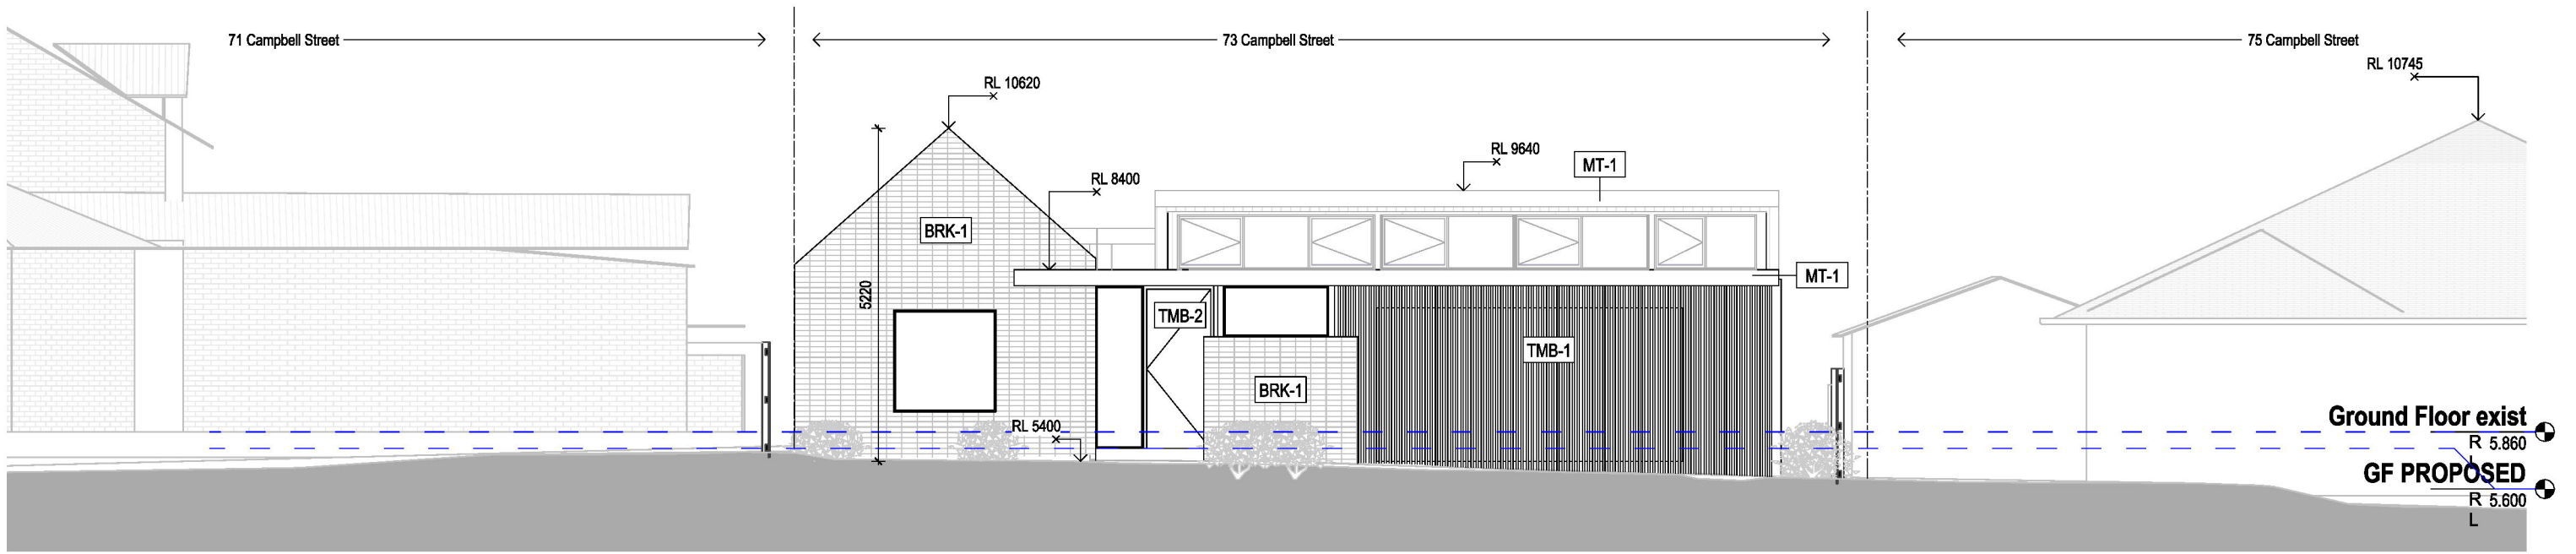 71 Campbell Street
73 Campbell Street
75 Campbell Street
RL 10745
RL 10620
RL 9640
MT-1
RL 8400
BRK-1
MT-1
5220
TMB-2
TMB-1
BRK-1
RL 5400
Ground Floor exist
R 5.860
L
GF PROPOSED
R 5.600
L